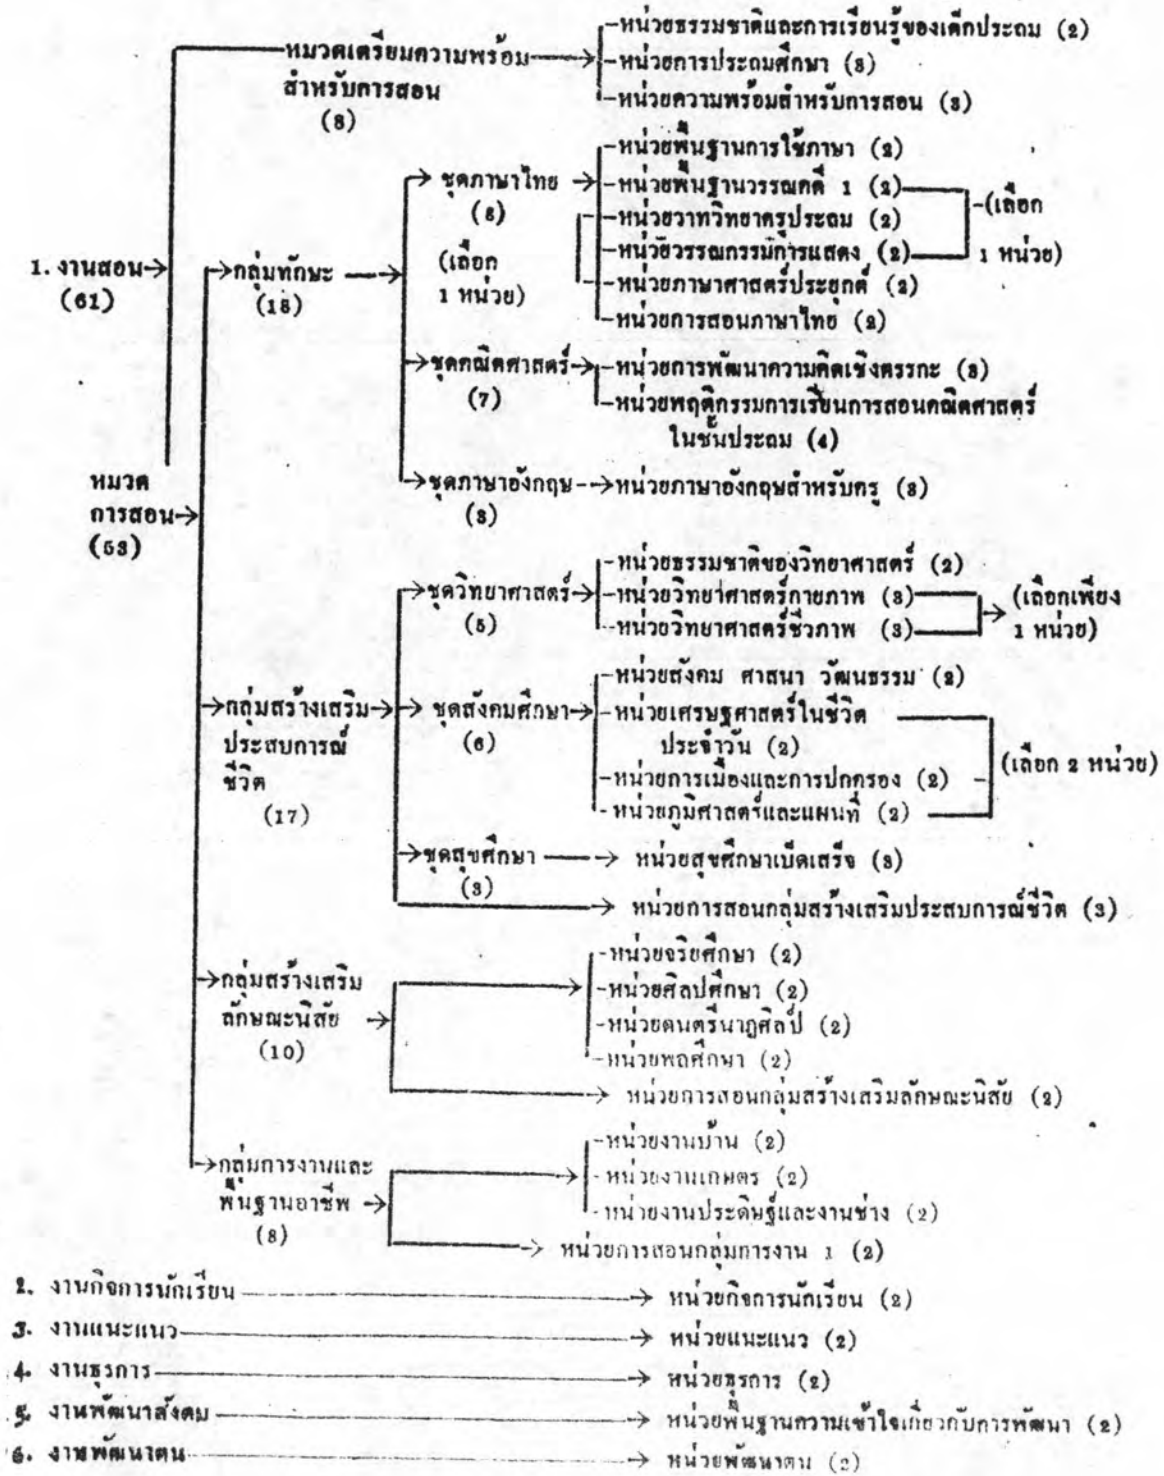 -หน่วยธรรมชาติและการเรียนรู้ของเด็กประถม (2)
หมวดเตรียมความพร้อม
สำหรับการสอน
(8)
-หน่วยการประถมศึกษา (3)
-หน่วยความพร้อมสำหรับการสอน (3)
1. งานสอน
(61)
กลุ่มทักษะ
(18)
ชุดภาษาไทย
(8)
(เลือก
1 หน่วย)
-หน่วยพื้นฐานการใช้ภาษา (2)
-หน่วยพื้นฐานวรรณคดี 1 (2)
-หน่วยวาทวิทยาครูประถม (2)
-หน่วยวรรณกรรมการแสดง (2)
-หน่วยภาษาศาสตร์ประยุกต์ (2)
-หน่วยการสอนภาษาไทย (2)
-(เลือก
1 หน่วย)
ชุดคณิตศาสตร์
(7)
-หน่วยการพัฒนาความคิดเชิงตรรกะ (3)
-หน่วยพฤติกรรมการเรียนการสอนคณิตศาสตร์
ในชั้นประถม (4)
ชุดภาษาอังกฤษ
(3)
หน่วยภาษาอังกฤษสำหรับครู (3)
หมวด
การสอน
(53)
กลุ่มสร้างเสริม
ประสบการณ์
ชีวิต
(17)
ชุดวิทยาศาสตร์
(5)
-หน่วยธรรมชาติของวิทยาศาสตร์ (2)
-หน่วยวิทยาศาสตร์กายภาพ (3)
-หน่วยวิทยาศาสตร์ชีวภาพ (3)
(เลือกเพียง
1 หน่วย)
ชุดสังคมศึกษา
(6)
-หน่วยสังคม ศาสนา วัฒนธรรม (2)
-หน่วยเศรษฐศาสตร์ในชีวิต
ประจำวัน (2)
-หน่วยการเมืองและการปกครอง (2)
-หน่วยภูมิศาสตร์และแผนที่ (2)
(เลือก 2 หน่วย)
ชุดสุขศึกษา
(3)
หน่วยสุขศึกษาเบ็ดเสร็จ (3)
หน่วยการสอนกลุ่มสร้างเสริมประสบการณ์ชีวิต (3)
กลุ่มสร้างเสริม
ลักษณะนิสัย
(10)
-หน่วยจริยศึกษา (2)
-หน่วยศิลปศึกษา (2)
-หน่วยดนตรีนาฏศิลป์ (2)
-หน่วยพลศึกษา (2)
หน่วยการสอนกลุ่มสร้างเสริมลักษณะนิสัย (2)
กลุ่มการงานและ
พื้นฐานอาชีพ
(8)
-หน่วยงานบ้าน (2)
-หน่วยงานเกษตร (2)
-หน่วยงานประดิษฐ์และงานช่าง (2)
หน่วยการสอนกลุ่มการงาน 1 (2)
2. งานกิจการนักเรียน หน่วยกิจการนักเรียน (2)
3. งานแนะแนว หน่วยแนะแนว (2)
4. งานธุรการ หน่วยธุรการ (2)
5. งานพัฒนาสังคม หน่วยพื้นฐานความเข้าใจเกี่ยวกับการพัฒนา (2)
6. งานพัฒนาตน หน่วยพัฒนาตน (2)